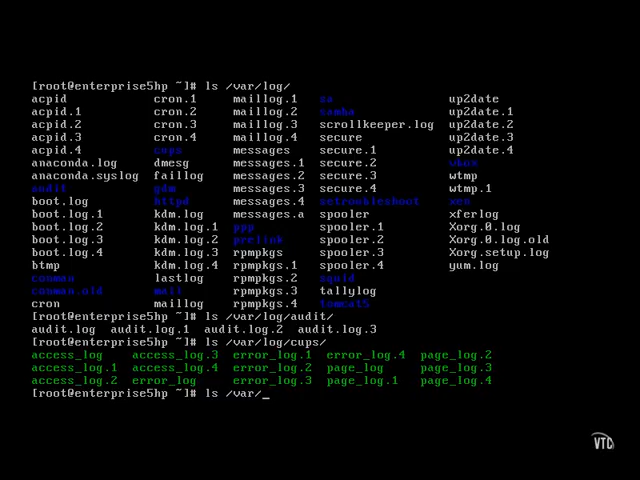 [root@enterprise5hp ~]# ls /var/log/
acpid cron.1 maillog.1 sa up2date
acpid.1 cron.2 maillog.2 samba up2date.1
acpid.2 cron.3 maillog.3 scrollkeeper.log up2date.2
acpid.3 cron.4 maillog.4 secure up2date.3
acpid.4 cups messages secure.1 up2date.4
anaconda.log dmesg messages.1 secure.2 vbox
anaconda.syslog faillog messages.2 secure.3 wtmp
audit gdm messages.3 secure.4 wtmp.1
boot.log httpd messages.4 setroubleshoot xen
boot.log.1 kdm.log messages.a spooler xferlog
boot.log.2 kdm.log.1 ppp spooler.1 Xorg.0.log
boot.log.3 kdm.log.2 prelink spooler.2 Xorg.0.log.old
boot.log.4 kdm.log.3 rpmpkgs spooler.3 Xorg.setup.log
btmp kdm.log.4 rpmpkgs.1 spooler.4 yum.log
conman lastlog rpmpkgs.2 squid
conman.old mail rpmpkgs.3 tallylog
cron maillog rpmpkgs.4 tomcat5
[root@enterprise5hp ~]# ls /var/log/audit/
audit.log audit.log.1 audit.log.2 audit.log.3
[root@enterprise5hp ~]# ls /var/log/cups/
access_log access_log.3 error_log.1 error_log.4 page_log.2
access_log.1 access_log.4 error_log.2 page_log page_log.3
access_log.2 error_log error_log.3 page_log.1 page_log.4
[root@enterprise5hp ~]# ls /var/_
VTC